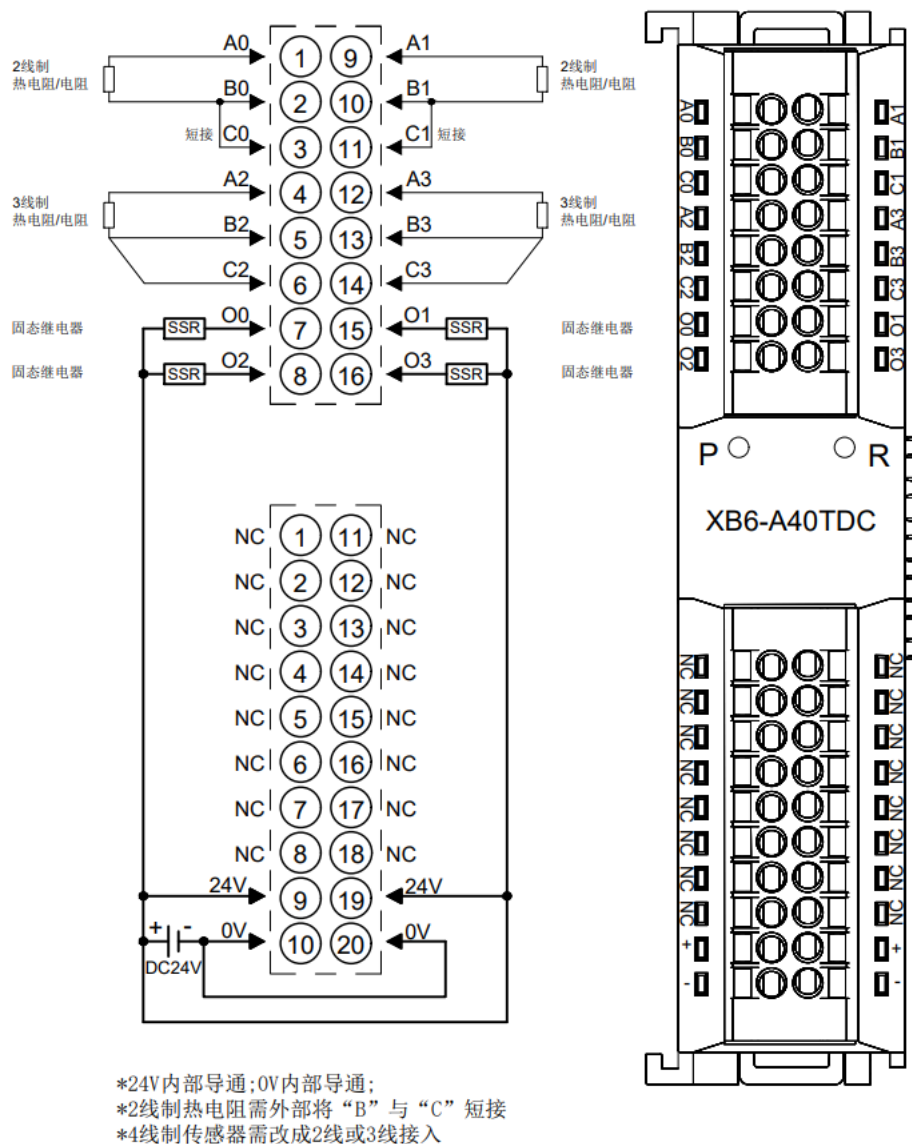 A0 1 9 A1
2线制
热电阻/电阻
2线制
热电阻/电阻
B0 2 10 B1
短接 C0 3 11 C1 短接
A2 4 12 A3
3线制
热电阻/电阻
3线制
热电阻/电阻
B2 5 13 B3
C2 6 14 C3
固态继电器 SSR O0 7 15 O1 SSR 固态继电器
固态继电器 SSR O2 8 16 O3 SSR 固态继电器
NC 1 11 NC
NC 2 12 NC
NC 3 13 NC
NC 4 14 NC
NC 5 15 NC
NC 6 16 NC
NC 7 17 NC
NC 8 18 NC
24V 9 19 24V
+ - 0V 10 20 0V
DC24V
*24V内部导通;0V内部导通;
*2线制热电阻需外部将“B”与“C”短接
*4线制传感器需改成2线或3线接入
A0 A1
B0 B1
C0 C1
A2 A3
B2 B3
C2 C3
O0 O1
O2 O3
P R
XB6-A40TDC
NC NC
NC NC
NC NC
NC NC
NC NC
NC NC
NC NC
NC NC
+ +
- -